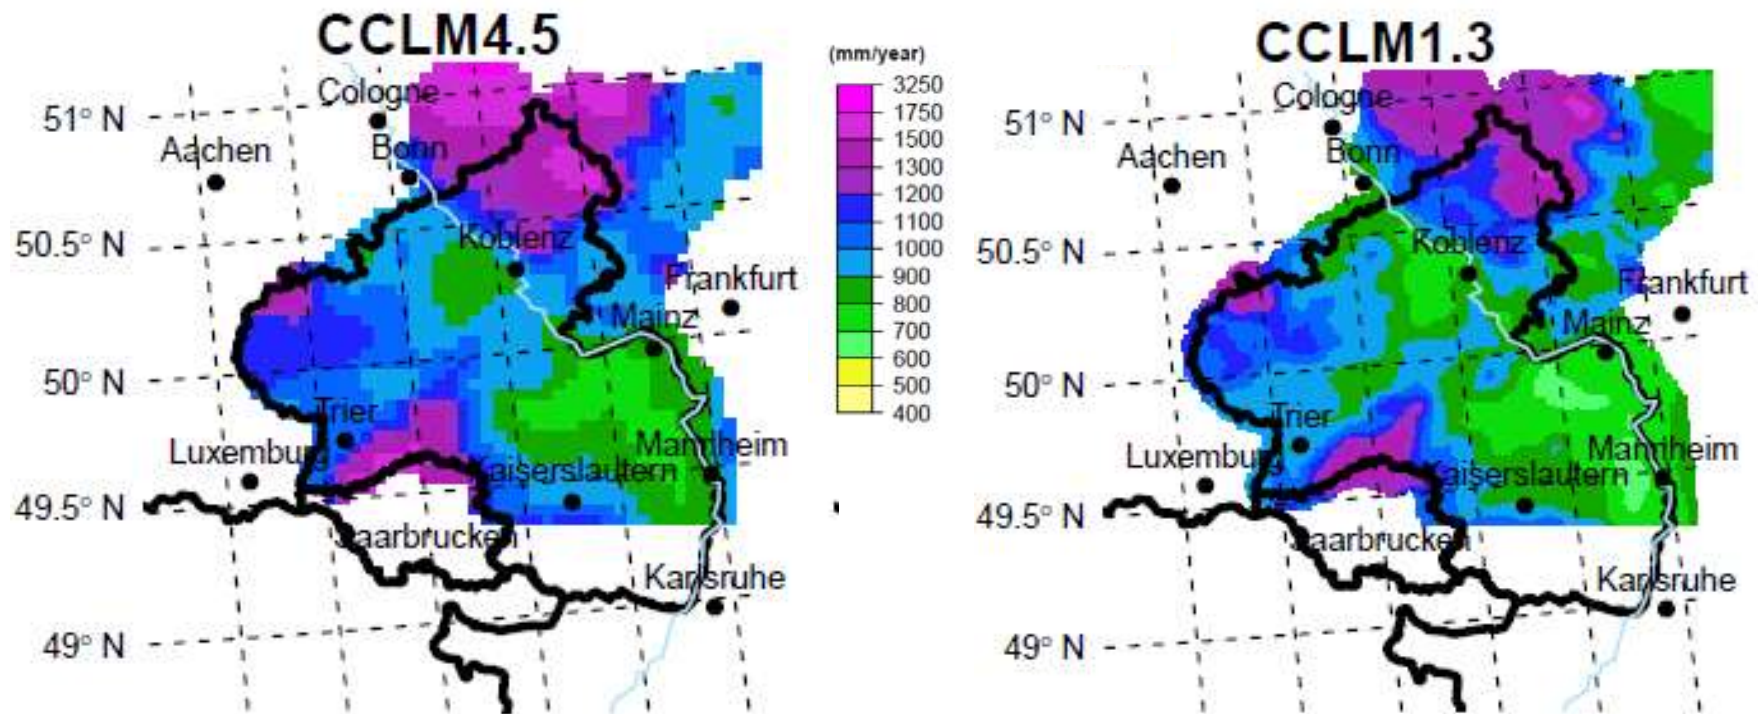 CCLM4.5
51° N
50.5° N
50° N
49.5° N
49° N
Cologne
Aachen
Bonn
Koblenz
Frankfurt
Mainz
Trier
Luxemburg
Mannheim
Kaiserslautern
Saarbrucken
Karlsruhe
(mm/year)
3250
1750
1500
1300
1200
1100
1000
900
800
700
600
500
400
CCLM1.3
51° N
50.5° N
50° N
49.5° N
49° N
Cologne
Aachen
Bonn
Koblenz
Frankfurt
Mainz
Trier
Luxemburg
Mannheim
Kaiserslautern
Saarbrucken
Karlsruhe